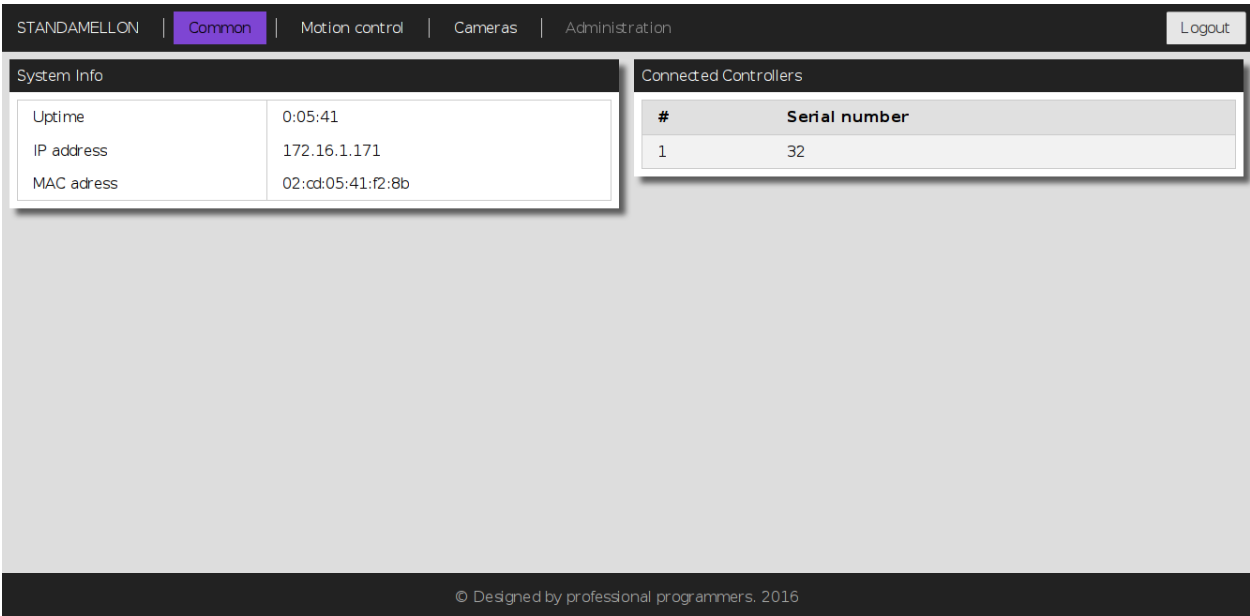 STANDAMELLON Common Motion control Cameras Administration Logout
System Info
Uptime 0:05:41
IP address 172.16.1.171
MAC adress 02:cd:05:41:f2:8b
Connected Controllers
# Serial number
1 32
© Designed by professional programmers. 2016